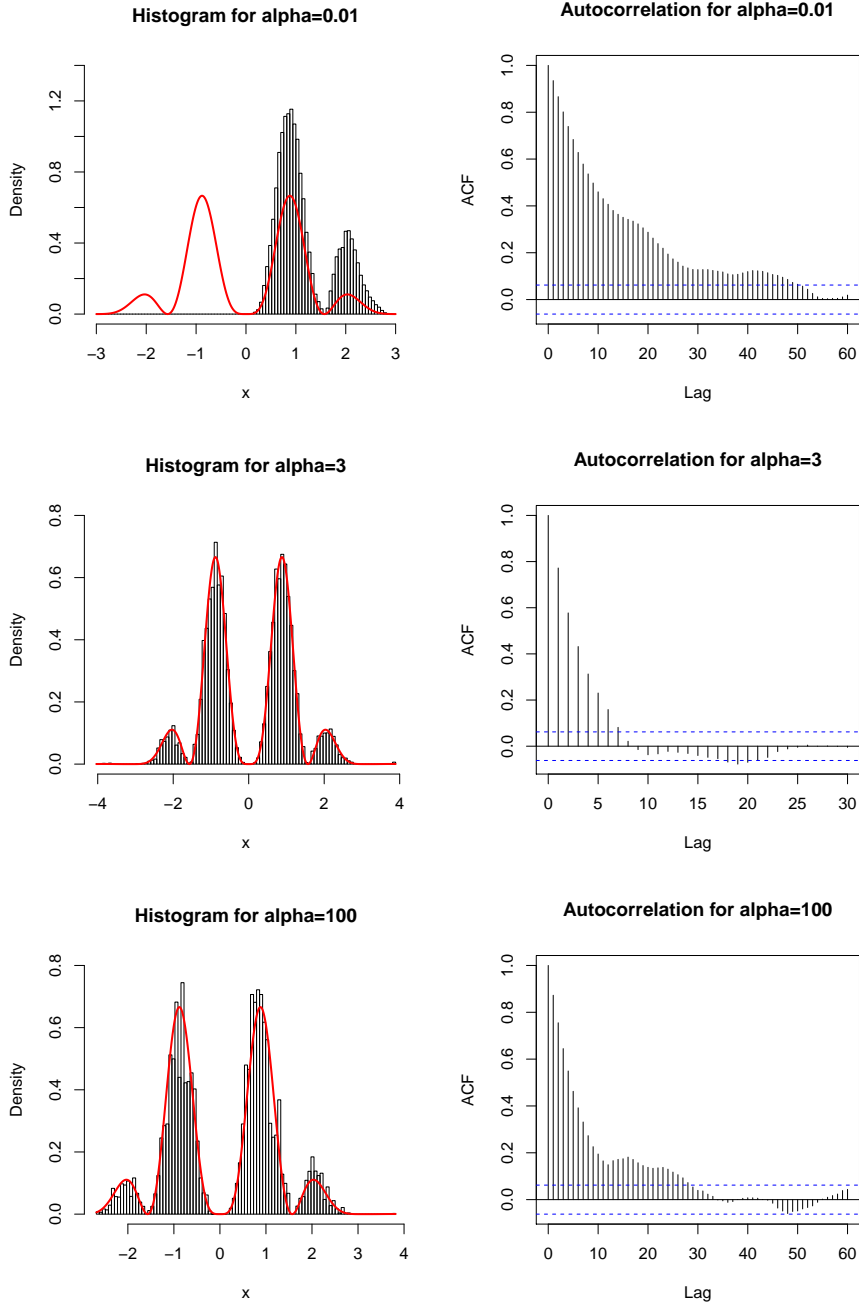 Histogram for alpha=0.01
Density
0.0 0.4 0.8 1.2
−3 −2 −1 0 1 2 3
x
Autocorrelation for alpha=0.01
ACF
0.0 0.2 0.4 0.6 0.8 1.0
0 10 20 30 40 50 60
Lag
Histogram for alpha=3
Density
0.0 0.2 0.4 0.6 0.8
−4 −2 0 2 4
x
Autocorrelation for alpha=3
ACF
0.0 0.2 0.4 0.6 0.8 1.0
0 5 10 15 20 25 30
Lag
Histogram for alpha=100
Density
0.0 0.2 0.4 0.6 0.8
−2 −1 0 1 2 3 4
x
Autocorrelation for alpha=100
ACF
0.0 0.2 0.4 0.6 0.8 1.0
0 10 20 30 40 50 60
Lag